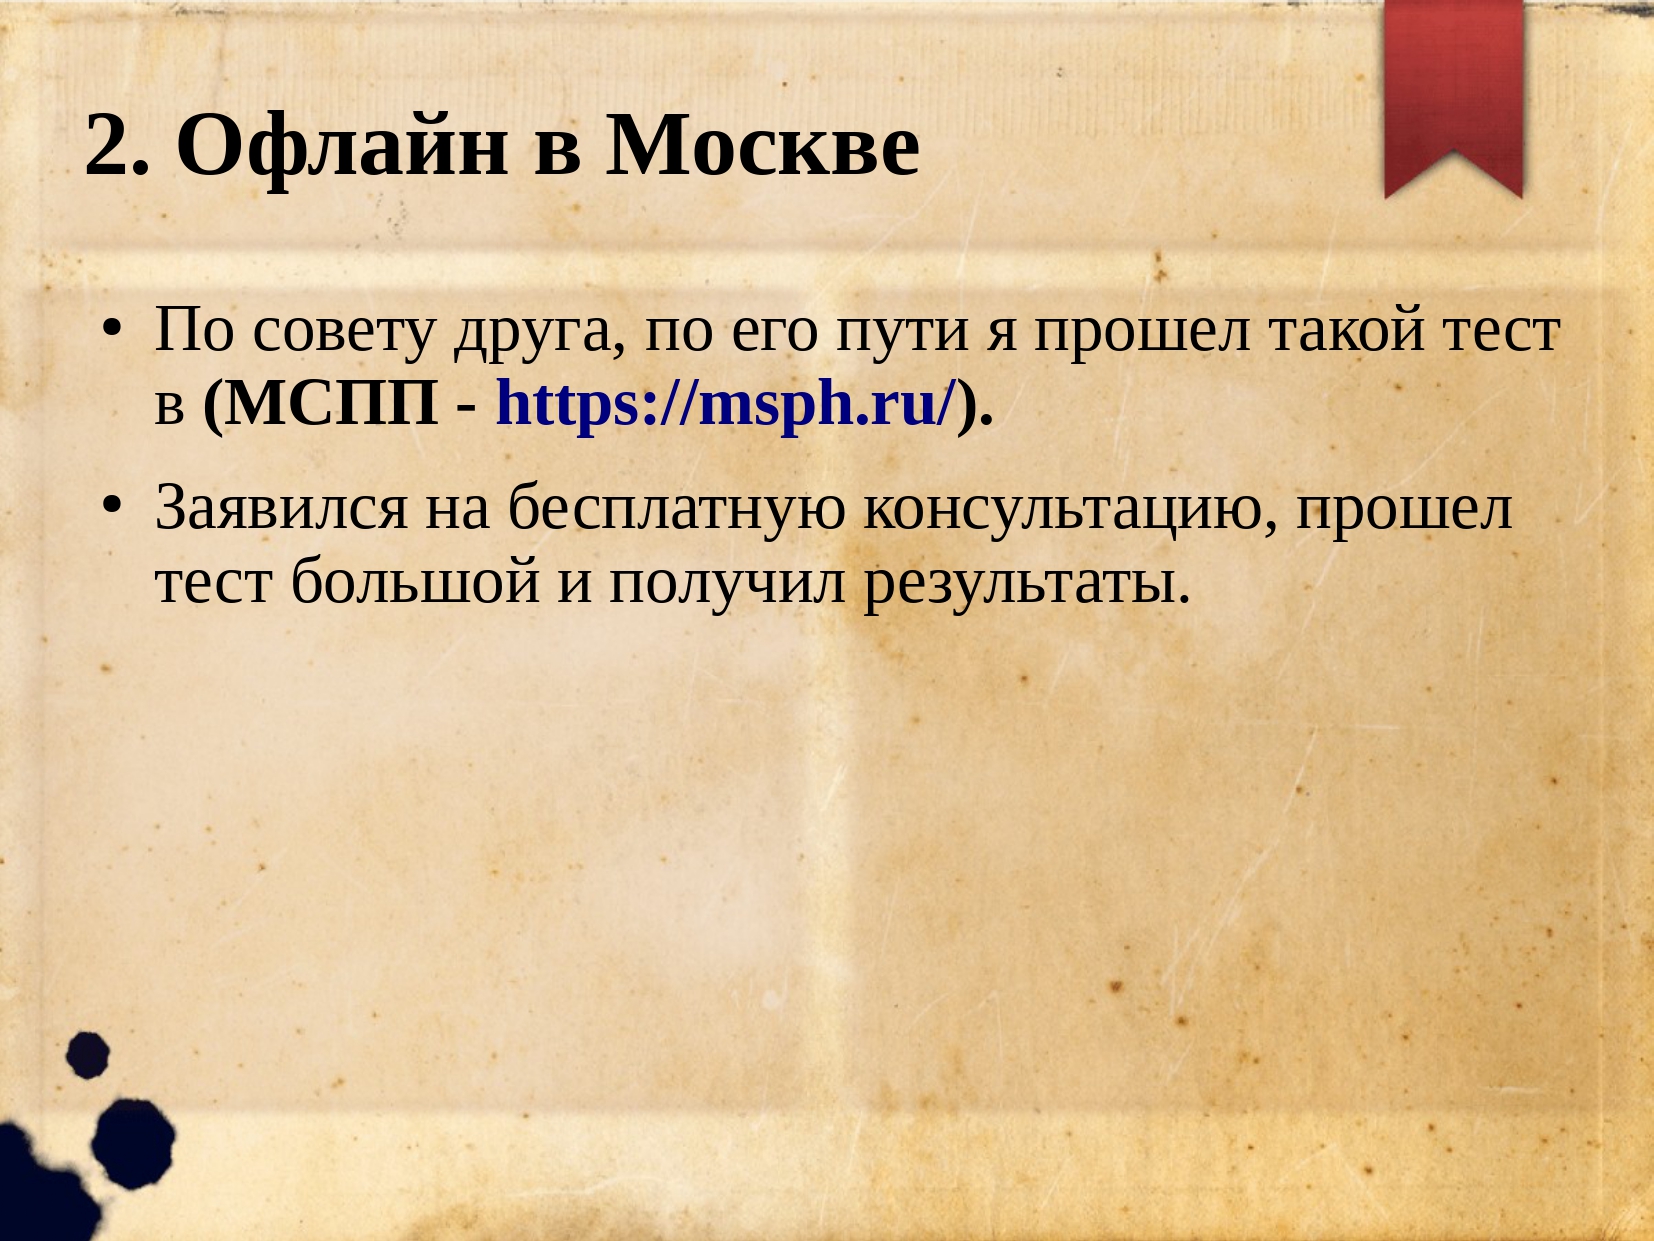 2. Офлайн в Москве
• По совету друга, по его пути я прошел такой тест
в (МСПП - https://msph.ru/).
• Заявился на бесплатную консультацию, прошел
тест большой и получил результаты.